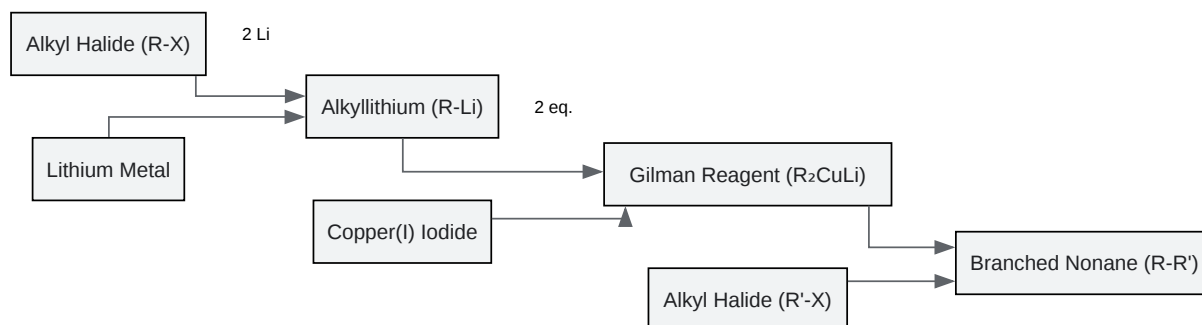 Alkyl Halide (R-X)
2 Li
Alkyllithium (R-Li)
2 eq.
Lithium Metal
Gilman Reagent (R₂CuLi)
Copper(I) Iodide
Branched Nonane (R-R')
Alkyl Halide (R'-X)